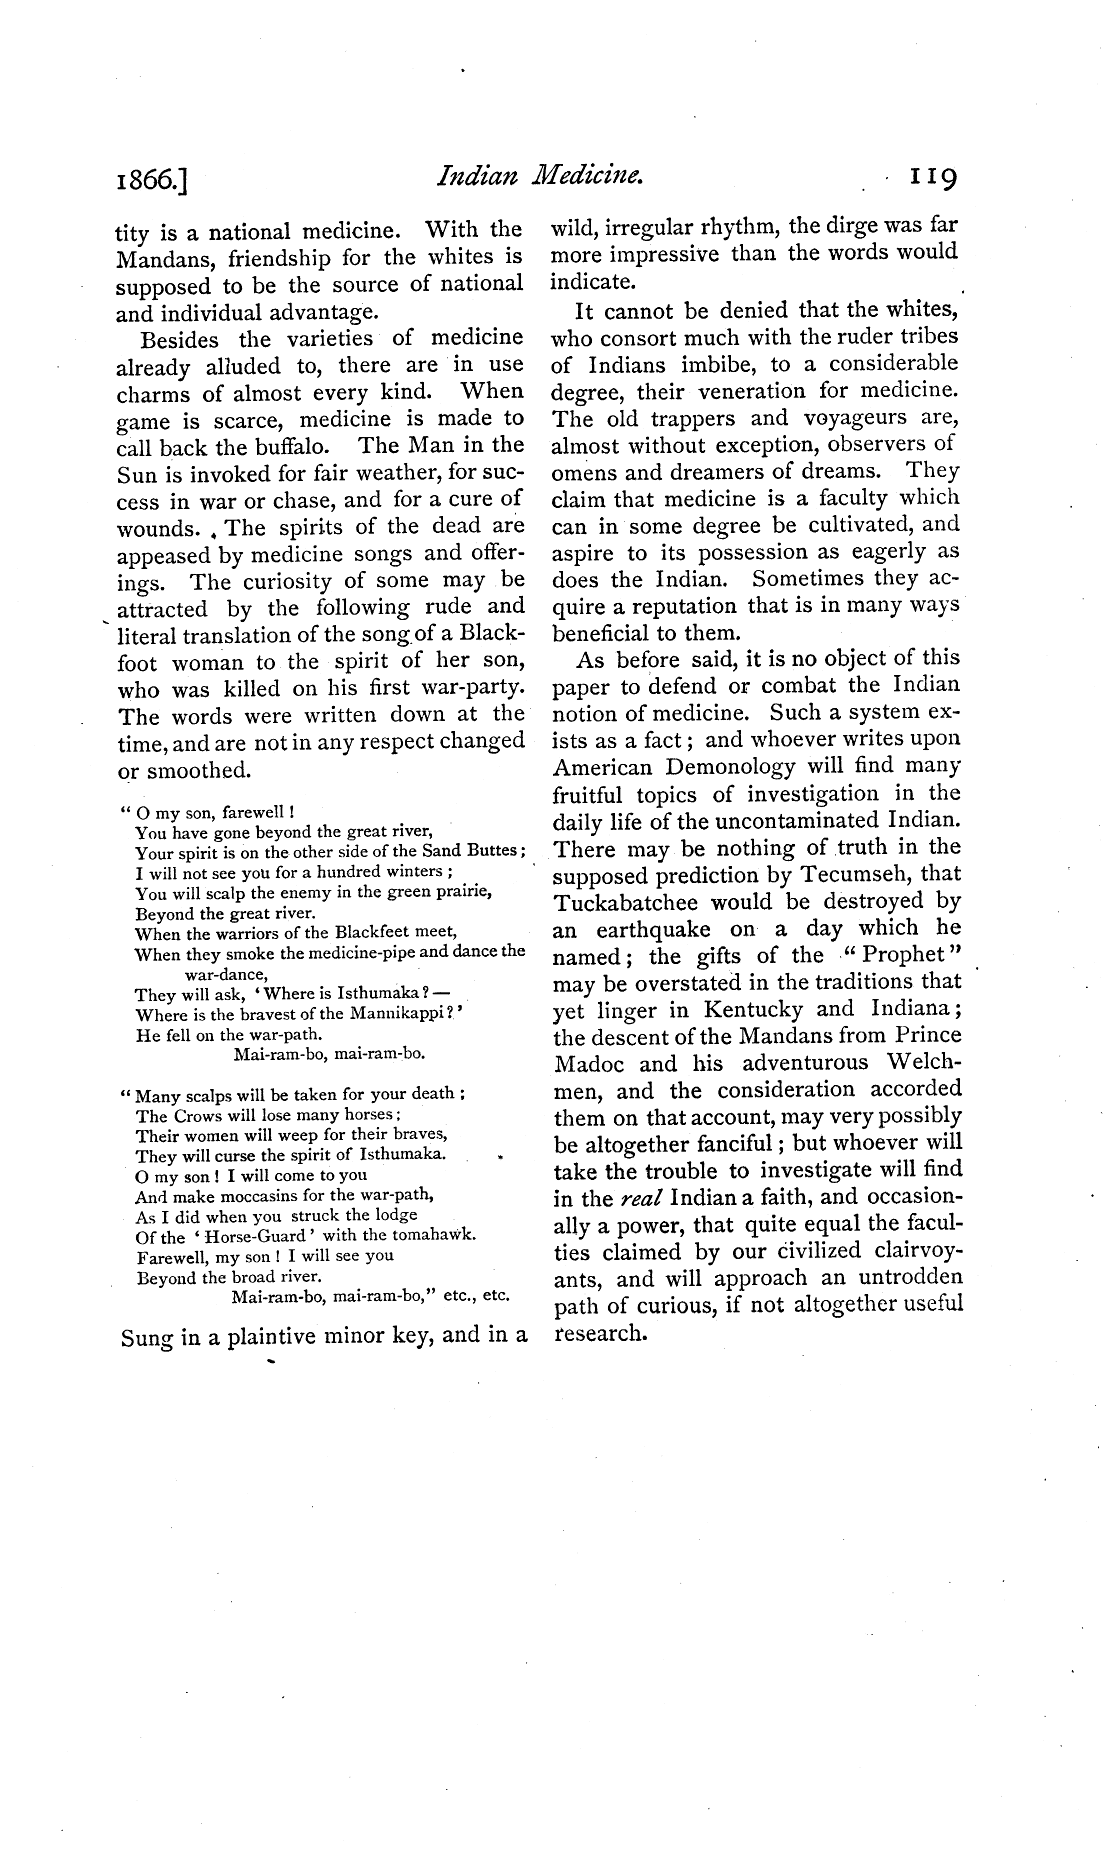 1866.] Indian Medicine. 119
tity is a national medicine. With the
Mandans, friendship for the whites is
supposed to be the source of national
and individual advantage.
Besides the varieties of medicine
already alluded to, there are in use
charms of almost every kind. When
game is scarce, medicine is made to
call back the buffalo. The Man in the
Sun is invoked for fair weather, for suc-
cess in war or chase, and for a cure of
wounds. The spirits of the dead are
appeased by medicine songs and offer-
ings. The curiosity of some may be
attracted by the following rude and
literal translation of the song of a Black-
foot woman to the spirit of her son,
who was killed on his first war-party.
The words were written down at the
time, and are not in any respect changed
or smoothed.
“ O my son, farewell !
You have gone beyond the great river,
Your spirit is on the other side of the Sand Buttes ;
I will not see you for a hundred winters ;
You will scalp the enemy in the green prairie,
Beyond the great river.
When the warriors of the Blackfeet meet,
When they smoke the medicine-pipe and dance the
war-dance,
They will ask, ‘ Where is Isthumaka ? —
Where is the bravest of the Mannikappi ? ’
He fell on the war-path.
Mai-ram-bo, mai-ram-bo.
“ Many scalps will be taken for your death ;
The Crows will lose many horses ;
Their women will weep for their braves,
They will curse the spirit of Isthumaka.
O my son ! I will come to you
And make moccasins for the war-path,
As I did when you struck the lodge
Of the ‘ Horse-Guard ’ with the tomahawk.
Farewell, my son ! I will see you
Beyond the broad river.
Mai-ram-bo, mai-ram-bo,” etc., etc.
Sung in a plaintive minor key, and in a
wild, irregular rhythm, the dirge was far
more impressive than the words would
indicate.
It cannot be denied that the whites,
who consort much with the ruder tribes
of Indians imbibe, to a considerable
degree, their veneration for medicine.
The old trappers and voyageurs are,
almost without exception, observers of
omens and dreamers of dreams. They
claim that medicine is a faculty which
can in some degree be cultivated, and
aspire to its possession as eagerly as
does the Indian. Sometimes they ac-
quire a reputation that is in many ways
beneficial to them.
As before said, it is no object of this
paper to defend or combat the Indian
notion of medicine. Such a system ex-
ists as a fact ; and whoever writes upon
American Demonology will find many
fruitful topics of investigation in the
daily life of the uncontaminated Indian.
There may be nothing of truth in the
supposed prediction by Tecumseh, that
Tuckabatchee would be destroyed by
an earthquake on a day which he
named ; the gifts of the “ Prophet ”
may be overstated in the traditions that
yet linger in Kentucky and Indiana ;
the descent of the Mandans from Prince
Madoc and his adventurous Welch-
men, and the consideration accorded
them on that account, may very possibly
be altogether fanciful ; but whoever will
take the trouble to investigate will find
in the real Indian a faith, and occasion-
ally a power, that quite equal the facul-
ties claimed by our civilized clairvoy-
ants, and will approach an untrodden
path of curious, if not altogether useful
research.